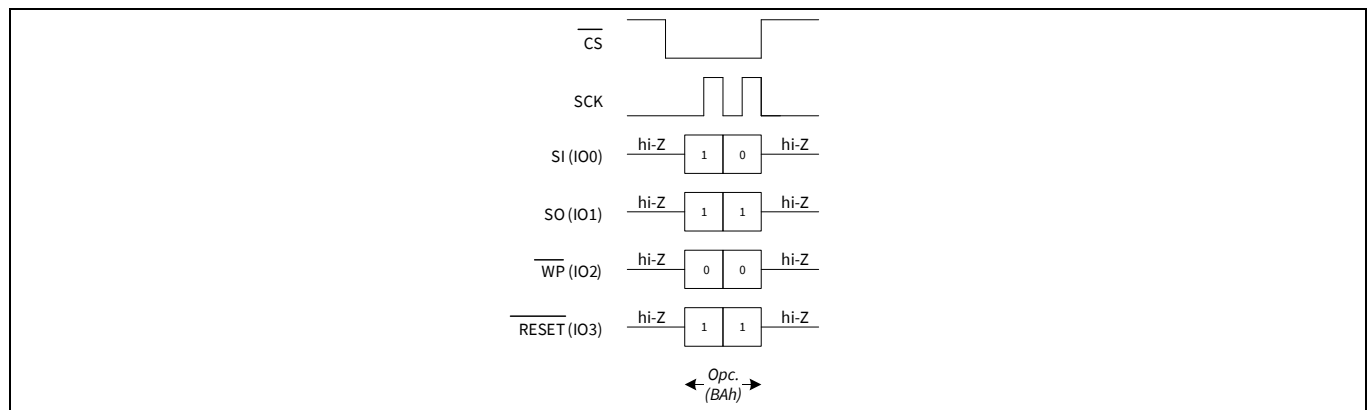 CS
SCK
hi-Z 1 0 hi-Z
SI (IO0)
hi-Z 1 1 hi-Z
SO (IO1)
hi-Z 0 0 hi-Z
WP (IO2)
hi-Z 1 1 hi-Z
RESET (IO3)
Opc.
(BAh)